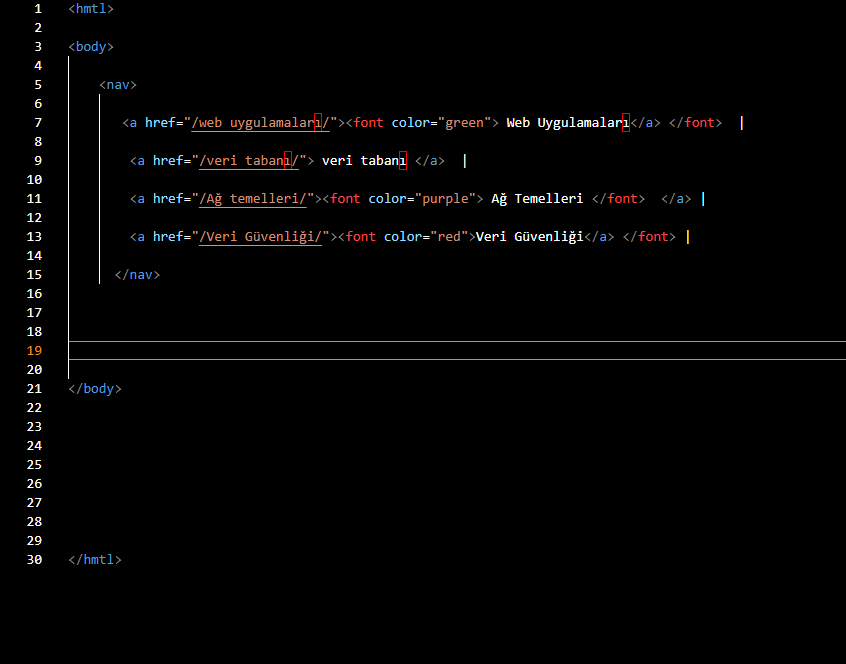 1 <hmtl>
2
3 <body>
4
5 <nav>
6
7 <a href="/web uygulamaları/"><font color="green"> Web Uygulamaları</a> </font> |
8
9 <a href="/veri tabanı/"> veri tabanı </a> |
10
11 <a href="/Ağ temelleri/"><font color="purple"> Ağ Temelleri </font> </a> |
12
13 <a href="/Veri Güvenliği/"><font color="red">Veri Güvenliği</a> </font> |
14
15 </nav>
16
17
18
19
20
21 </body>
22
23
24
25
26
27
28
29
30 </hmtl>